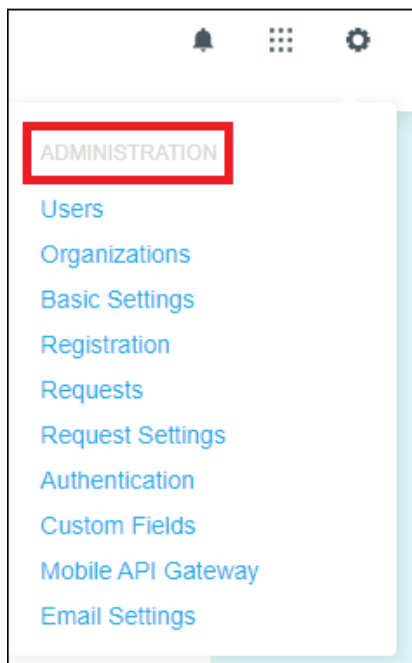 ADMINISTRATION
Users
Organizations
Basic Settings
Registration
Requests
Request Settings
Authentication
Custom Fields
Mobile API Gateway
Email Settings